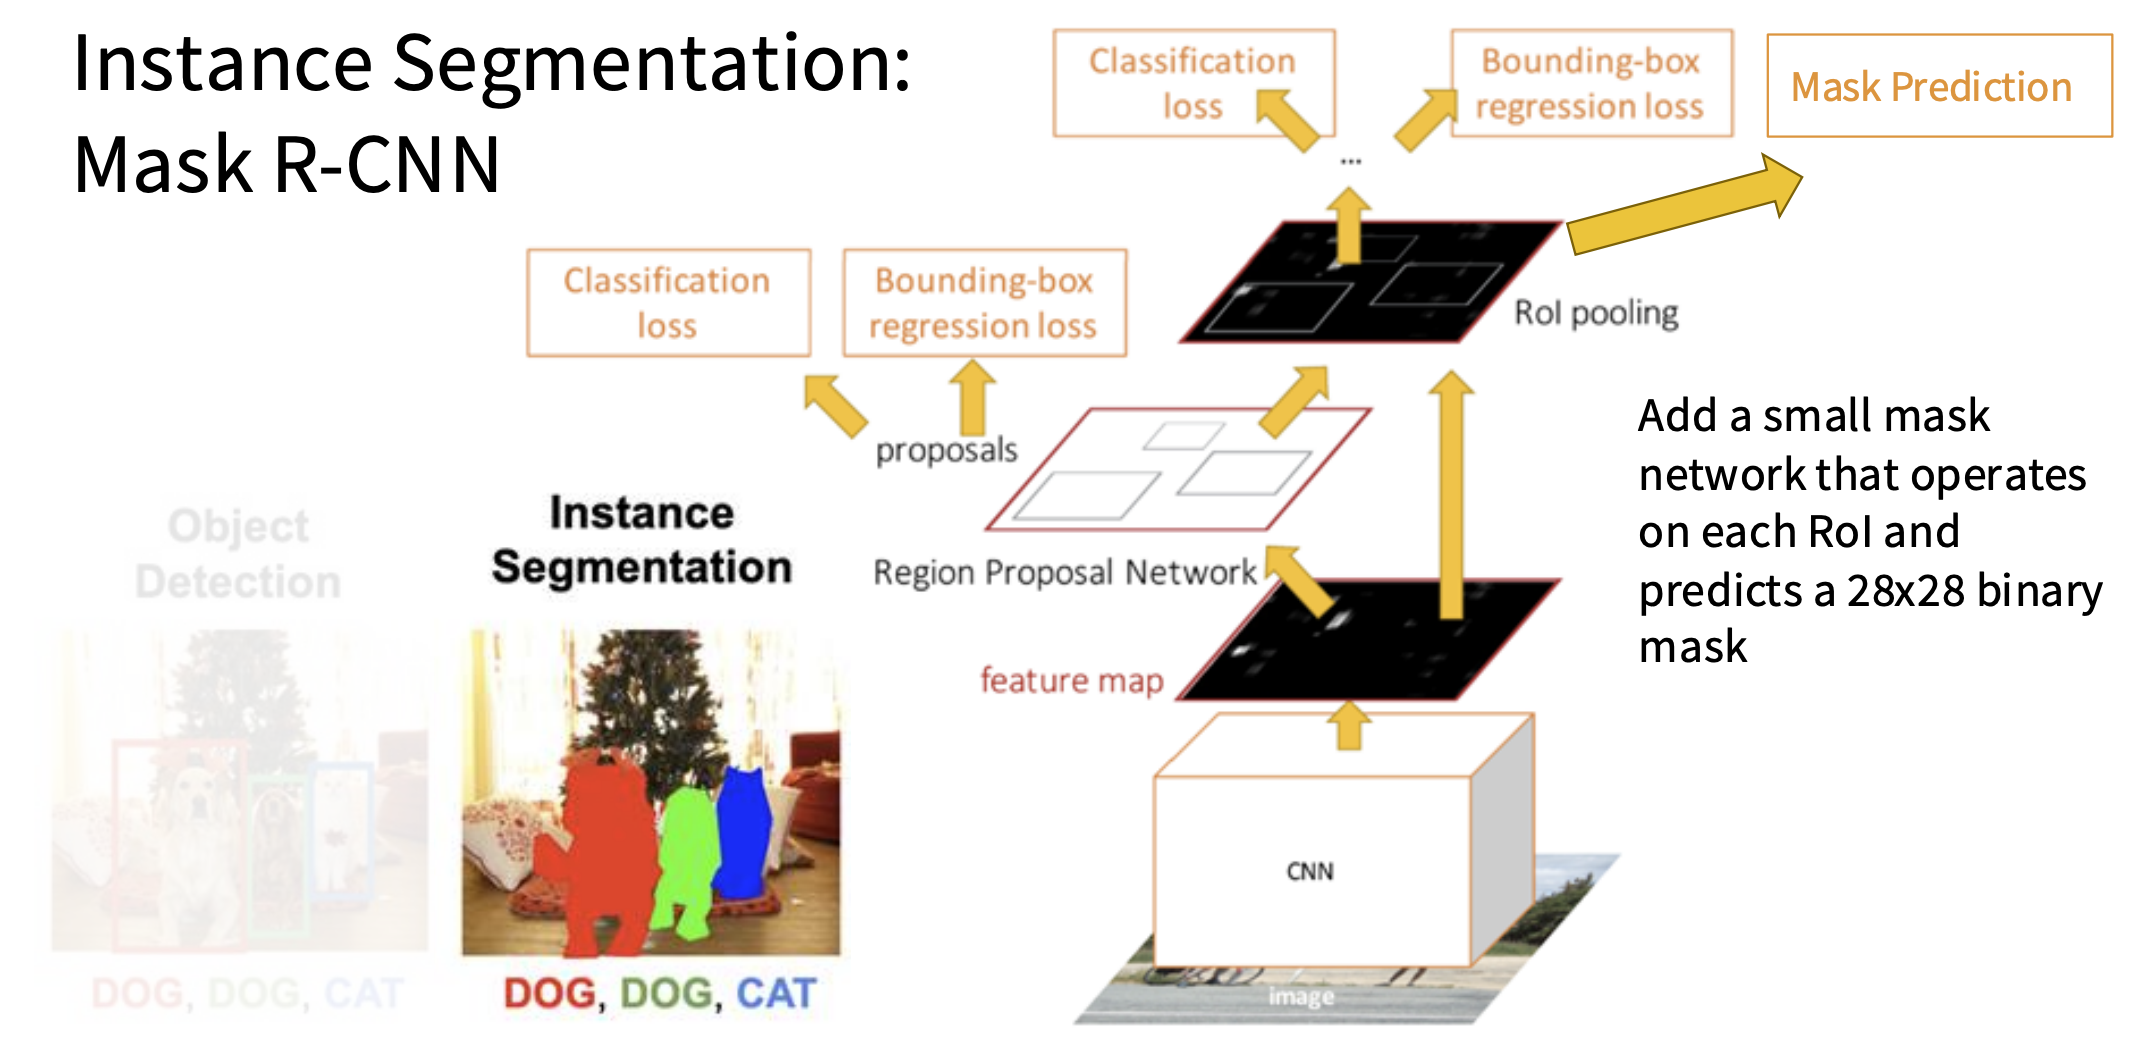 Instance Segmentation:
Mask R-CNN
Classification
loss
Bounding-box
regression loss
Mask Prediction
...
RoI pooling
Classification
loss
Bounding-box
regression loss
proposals
Region Proposal Network
feature map
CNN
image
Add a small mask
network that operates
on each RoI and
predicts a 28x28 binary
mask
Object
Detection
DOG, DOG, CAT
Instance
Segmentation
DOG, DOG, CAT